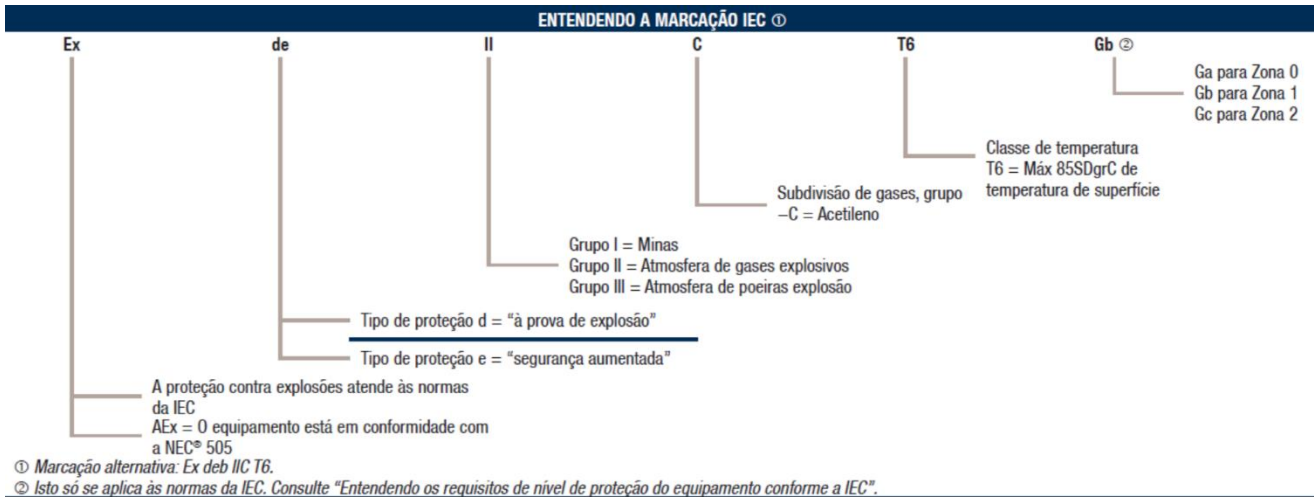 ENTENDENDO A MARCAÇÃO IEC ①
Ex de II C T6 Gb ②
Ga para Zona 0
Gb para Zona 1
Gc para Zona 2
Classe de temperatura
T6 = Máx 85SDgrC de
temperatura de superfície
Subdivisão de gases, grupo
–C = Acetileno
Grupo I = Minas
Grupo II = Atmosfera de gases explosivos
Grupo III = Atmosfera de poeiras explosão
Tipo de proteção d = “à prova de explosão”
Tipo de proteção e = “segurança aumentada”
A proteção contra explosões atende às normas
da IEC
AEx = O equipamento está em conformidade com
a NEC® 505
① Marcação alternativa: Ex deb IIC T6.
② Isto só se aplica às normas da IEC. Consulte “Entendendo os requisitos de nível de proteção do equipamento conforme a IEC”.